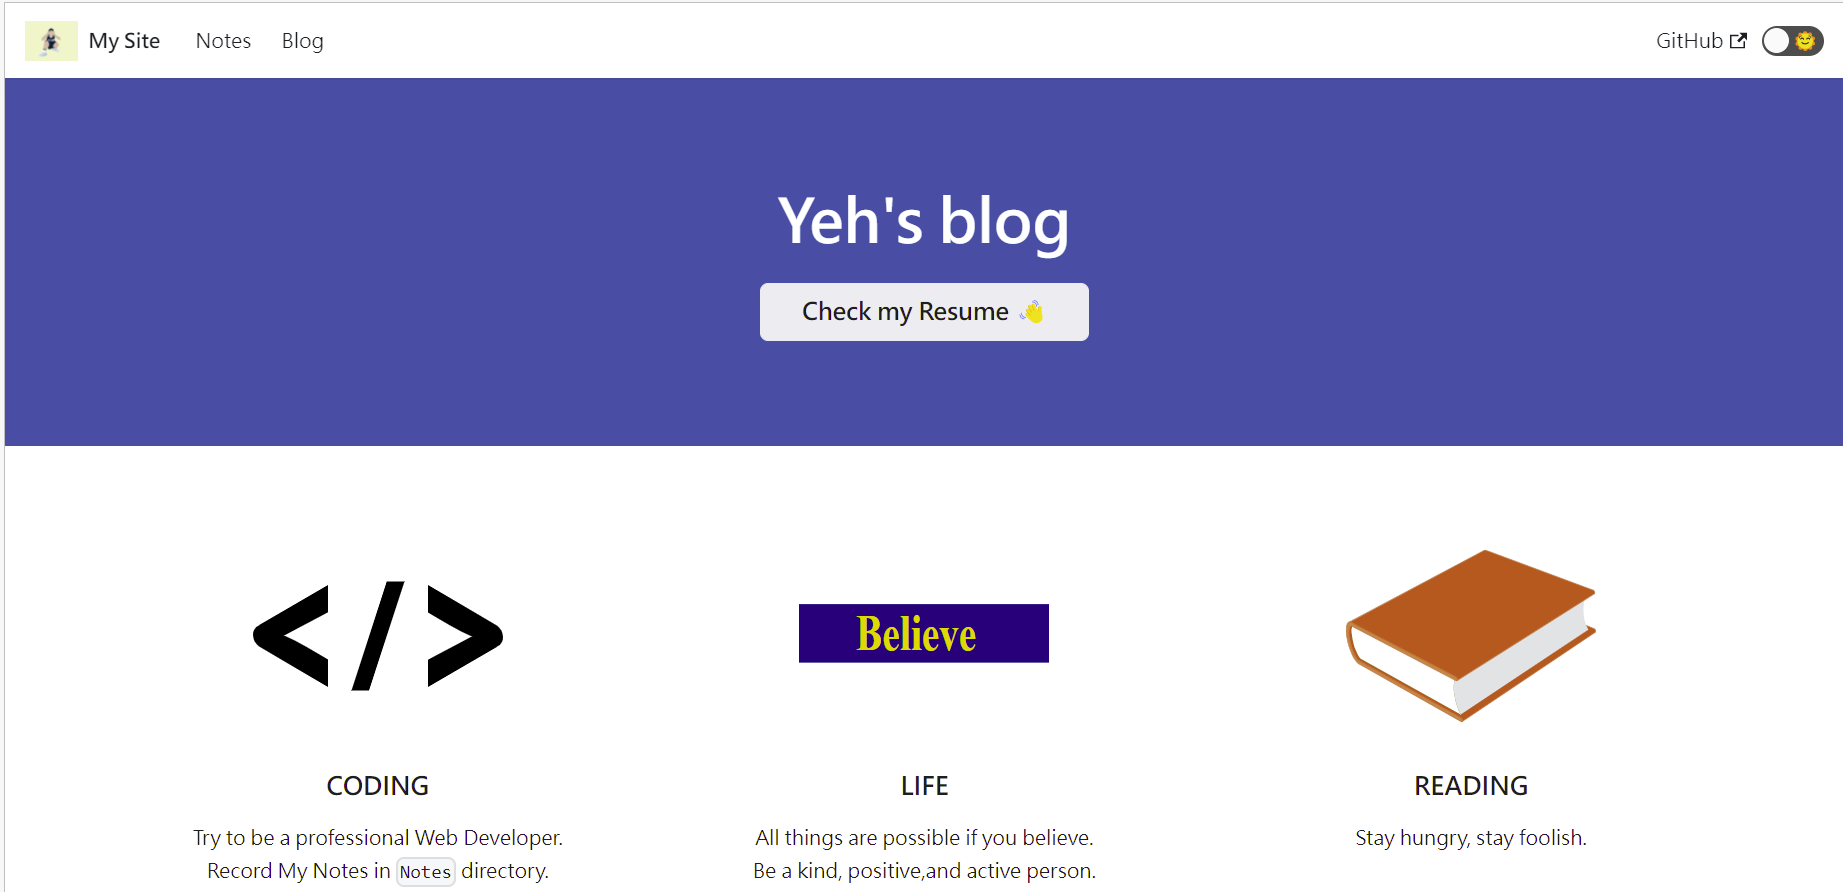 My Site Notes Blog GitHub
Yeh's blog
Check my Resume 👋
</>
Believe
CODING
Try to be a professional Web Developer.
Record My Notes in Notes directory.
LIFE
All things are possible if you believe.
Be a kind, positive,and active person.
READING
Stay hungry, stay foolish.